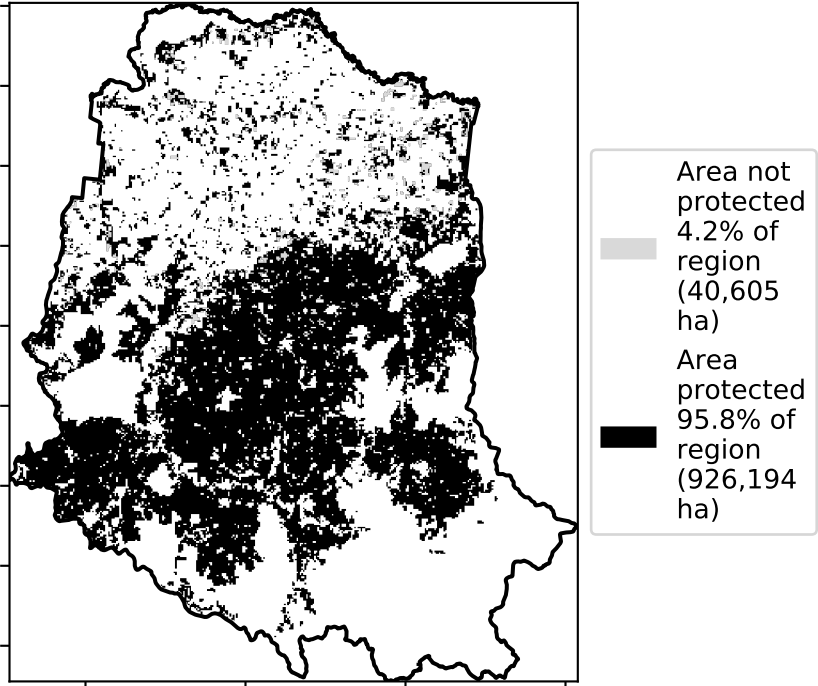 Area not
protected
4.2% of
region
(40,605
ha)
Area
protected
95.8% of
region
(926,194
ha)